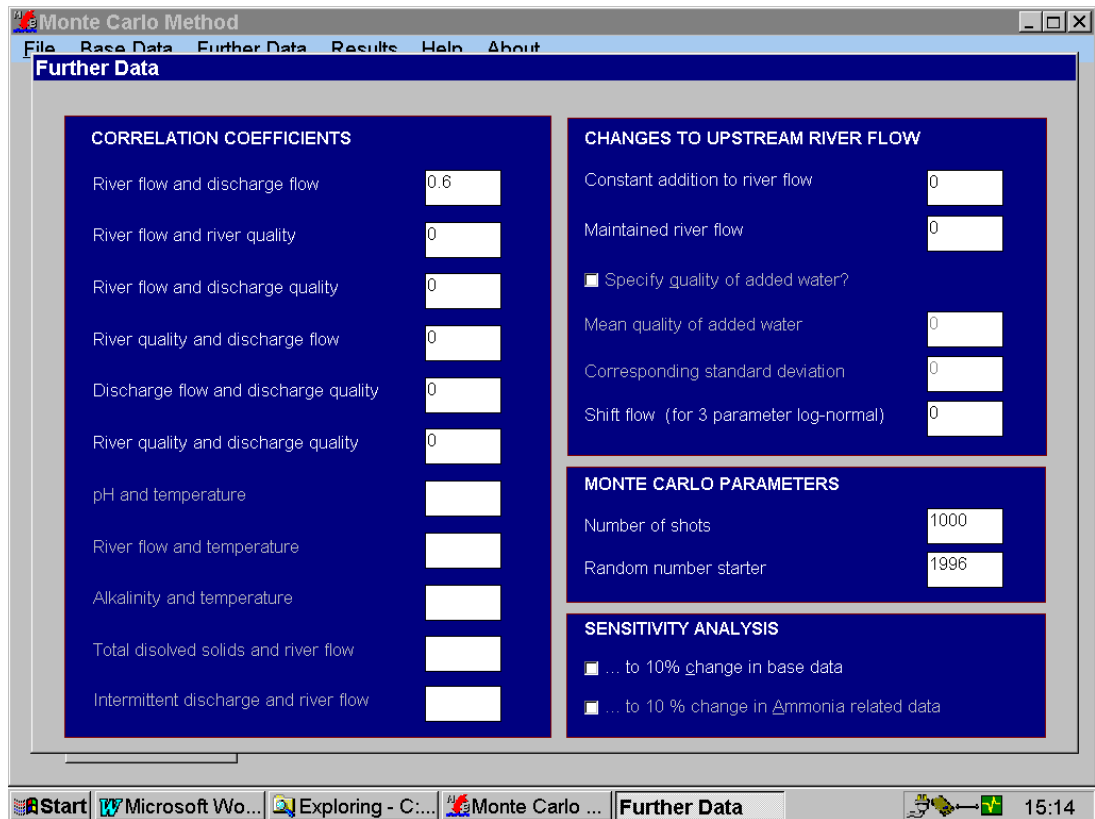 Monte Carlo Method
File Base Data Further Data Results Help About
Further Data
CORRELATION COEFFICIENTS
River flow and discharge flow 0.6
River flow and river quality 0
River flow and discharge quality 0
River quality and discharge flow 0
Discharge flow and discharge quality 0
River quality and discharge quality 0
pH and temperature
River flow and temperature
Alkalinity and temperature
Total disolved solids and river flow
Intermittent discharge and river flow
CHANGES TO UPSTREAM RIVER FLOW
Constant addition to river flow 0
Maintained river flow 0
Specify quality of added water?
Mean quality of added water 0
Corresponding standard deviation 0
Shift flow (for 3 parameter log-normal) 0
MONTE CARLO PARAMETERS
Number of shots 1000
Random number starter 1996
SENSITIVITY ANALYSIS
... to 10% change in base data
... to 10 % change in Ammonia related data
Start Microsoft Wo... Exploring - C:... Monte Carlo ... Further Data 15:14